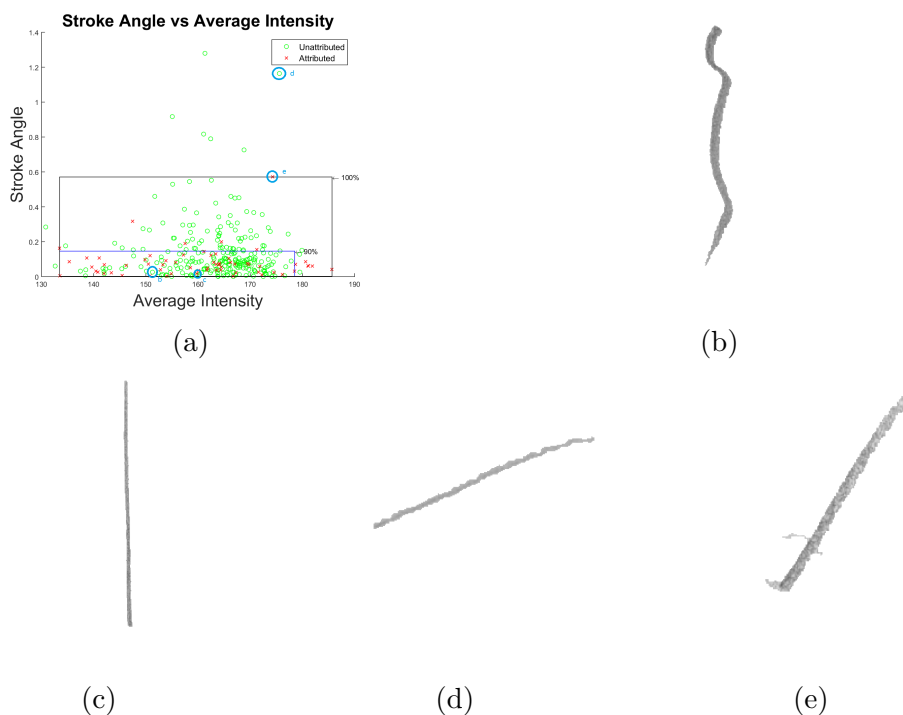 Stroke Angle vs Average Intensity
1.4
1.2
1
0.8
0.6
0.4
0.2
0
Stroke Angle
Unattributed
Attributed
d
e
100%
90%
130
140
150
160
170
180
190
Average Intensity
(a)
(b)
(c)
(d)
(e)